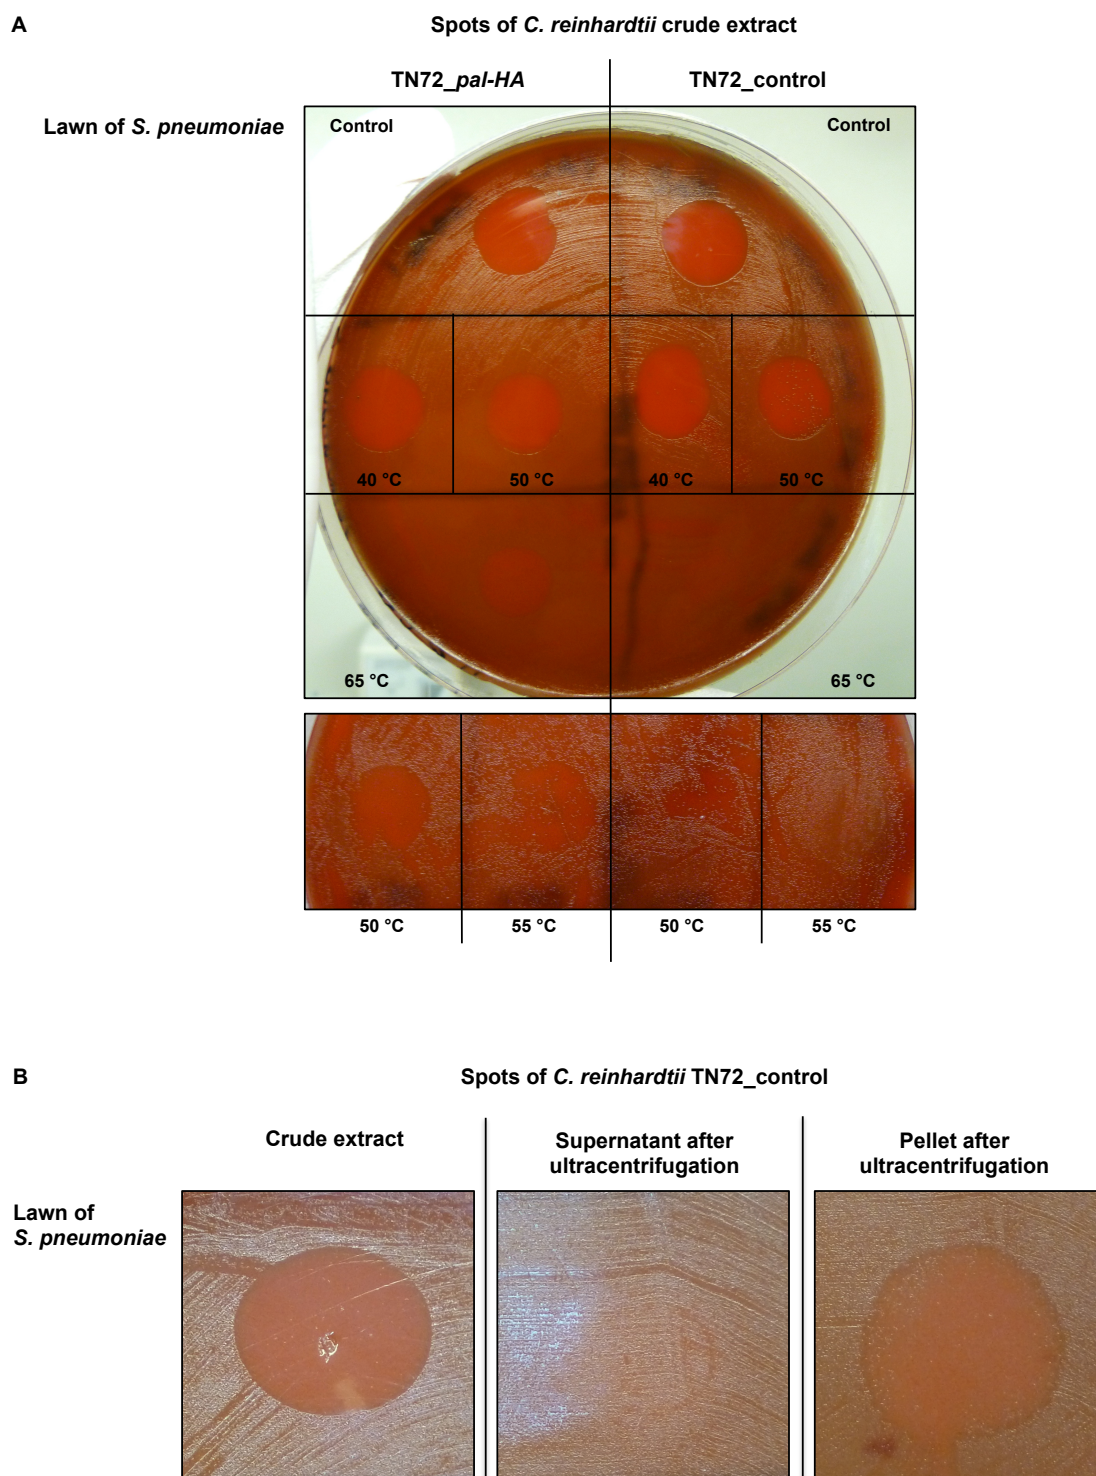 A
Spots of C. reinhardtii crude extract
TN72_pal-HA
TN72_control
Lawn of S. pneumoniae
Control
Control
40 °C
50 °C
40 °C
50 °C
65 °C
65 °C
50 °C
55 °C
50 °C
55 °C
B
Spots of C. reinhardtii TN72_control
Crude extract
Supernatant after
ultracentrifugation
Pellet after
ultracentrifugation
Lawn of
S. pneumoniae